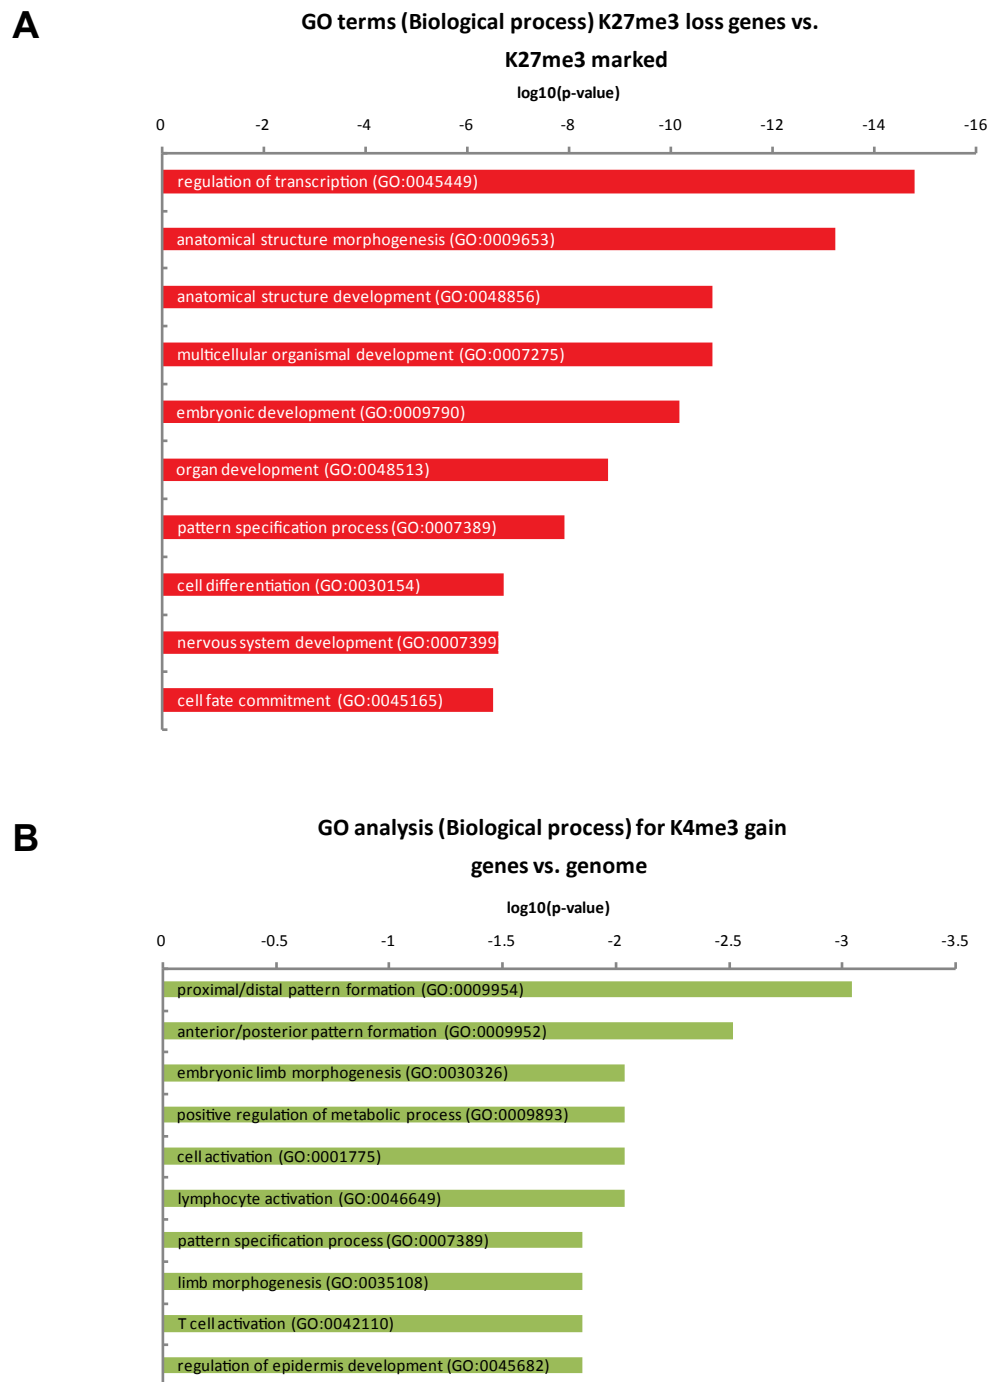 A
GO terms (Biological process) K27me3 loss genes vs.
K27me3 marked
log10(p-value)
0 -2 -4 -6 -8 -10 -12 -14 -16
regulation of transcription (GO:0045449)
anatomical structure morphogenesis (GO:0009653)
anatomical structure development (GO:0048856)
multicellular organismal development (GO:0007275)
embryonic development (GO:0009790)
organ development (GO:0048513)
pattern specification process (GO:0007389)
cell differentiation (GO:0030154)
nervous system development (GO:0007399
cell fate commitment (GO:0045165)
B
GO analysis (Biological process) for K4me3 gain
genes vs. genome
log10(p-value)
0 -0.5 -1 -1.5 -2 -2.5 -3 -3.5
proximal/distal pattern formation (GO:0009954)
anterior/posterior pattern formation (GO:0009952)
embryonic limb morphogenesis (GO:0030326)
positive regulation of metabolic process (GO:0009893)
cell activation (GO:0001775)
lymphocyte activation (GO:0046649)
pattern specification process (GO:0007389)
limb morphogenesis (GO:0035108)
T cell activation (GO:0042110)
regulation of epidermis development (GO:0045682)